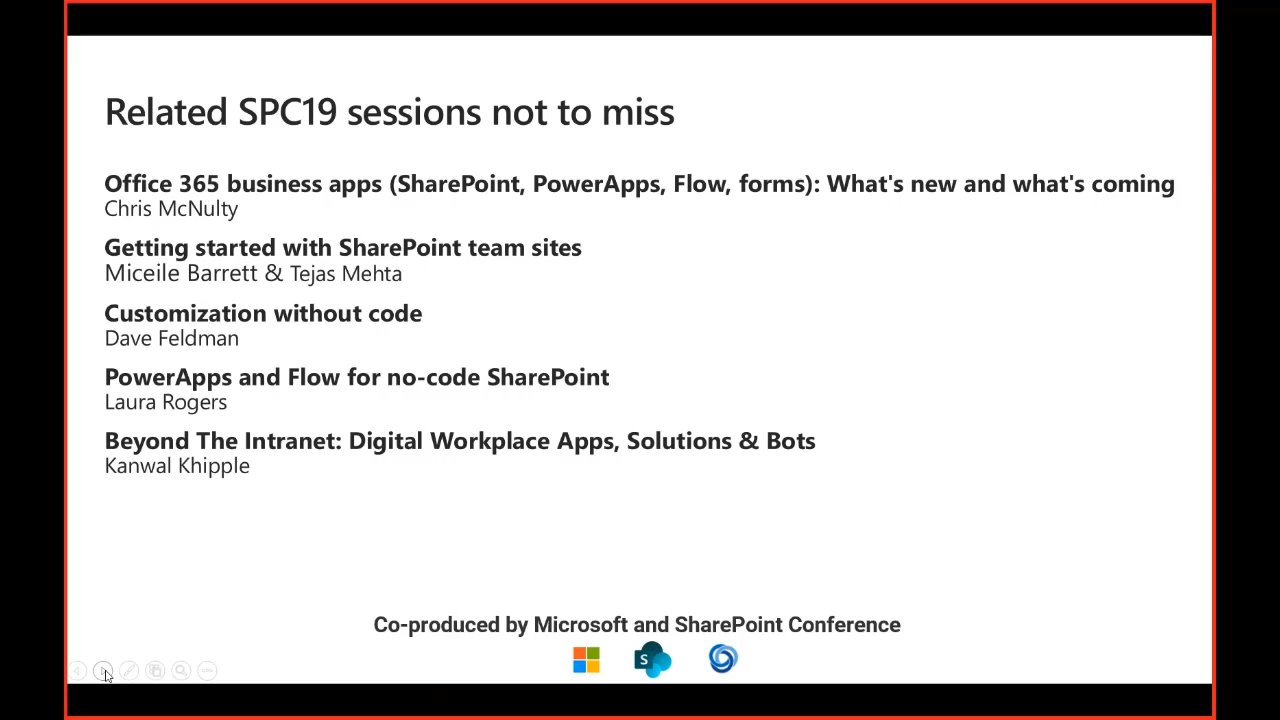 Related SPC19 sessions not to miss
Office 365 business apps (SharePoint, PowerApps, Flow, forms): What's new and what's coming
Chris McNulty
Getting started with SharePoint team sites
Miceile Barrett & Tejas Mehta
Customization without code
Dave Feldman
PowerApps and Flow for no-code SharePoint
Laura Rogers
Beyond The Intranet: Digital Workplace Apps, Solutions & Bots
Kanwal Khipple
Co-produced by Microsoft and SharePoint Conference
S